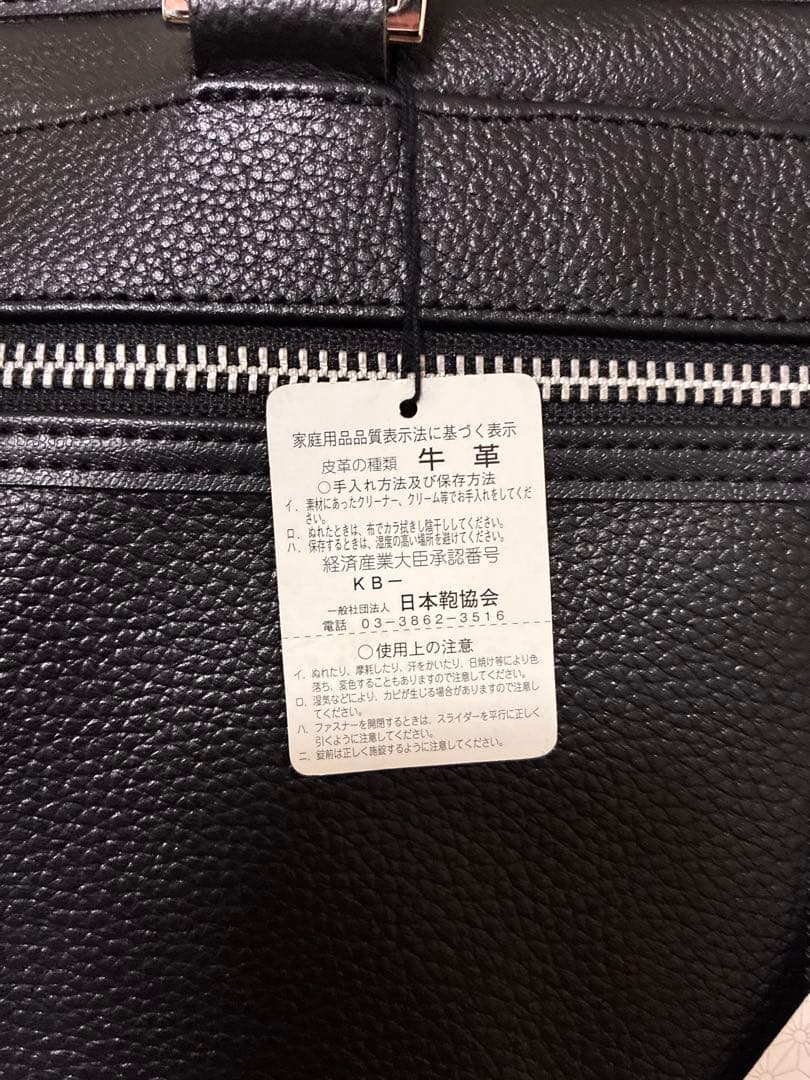 家庭用品品質表示法に基づく表示
皮革の種類 牛革
○手入れ方法及び保存方法
イ．素材にあったクリーナー、クリーム等でお手入れをしてくだ
さい。
ロ．ぬれたときは、布でカラ拭きし陰干ししてください。
ハ．保存するときは、湿度の高い場所を避けてください。
経済産業大臣承認番号
KB－
一般社団法人 日本鞄協会
電話 03－3862－3516
○使用上の注意
イ．ぬれたり、摩耗したり、汗をかいたり、日焼け等により色
落ち、変色することもありますので注意してください。
ロ．湿気などにより、カビが生じる場合がありますので注意し
てください。
ハ．ファスナーを開閉するときは、スライダーを平行に正しく
引くように注意してください。
ニ．錠前は正しく施錠するように注意してください。